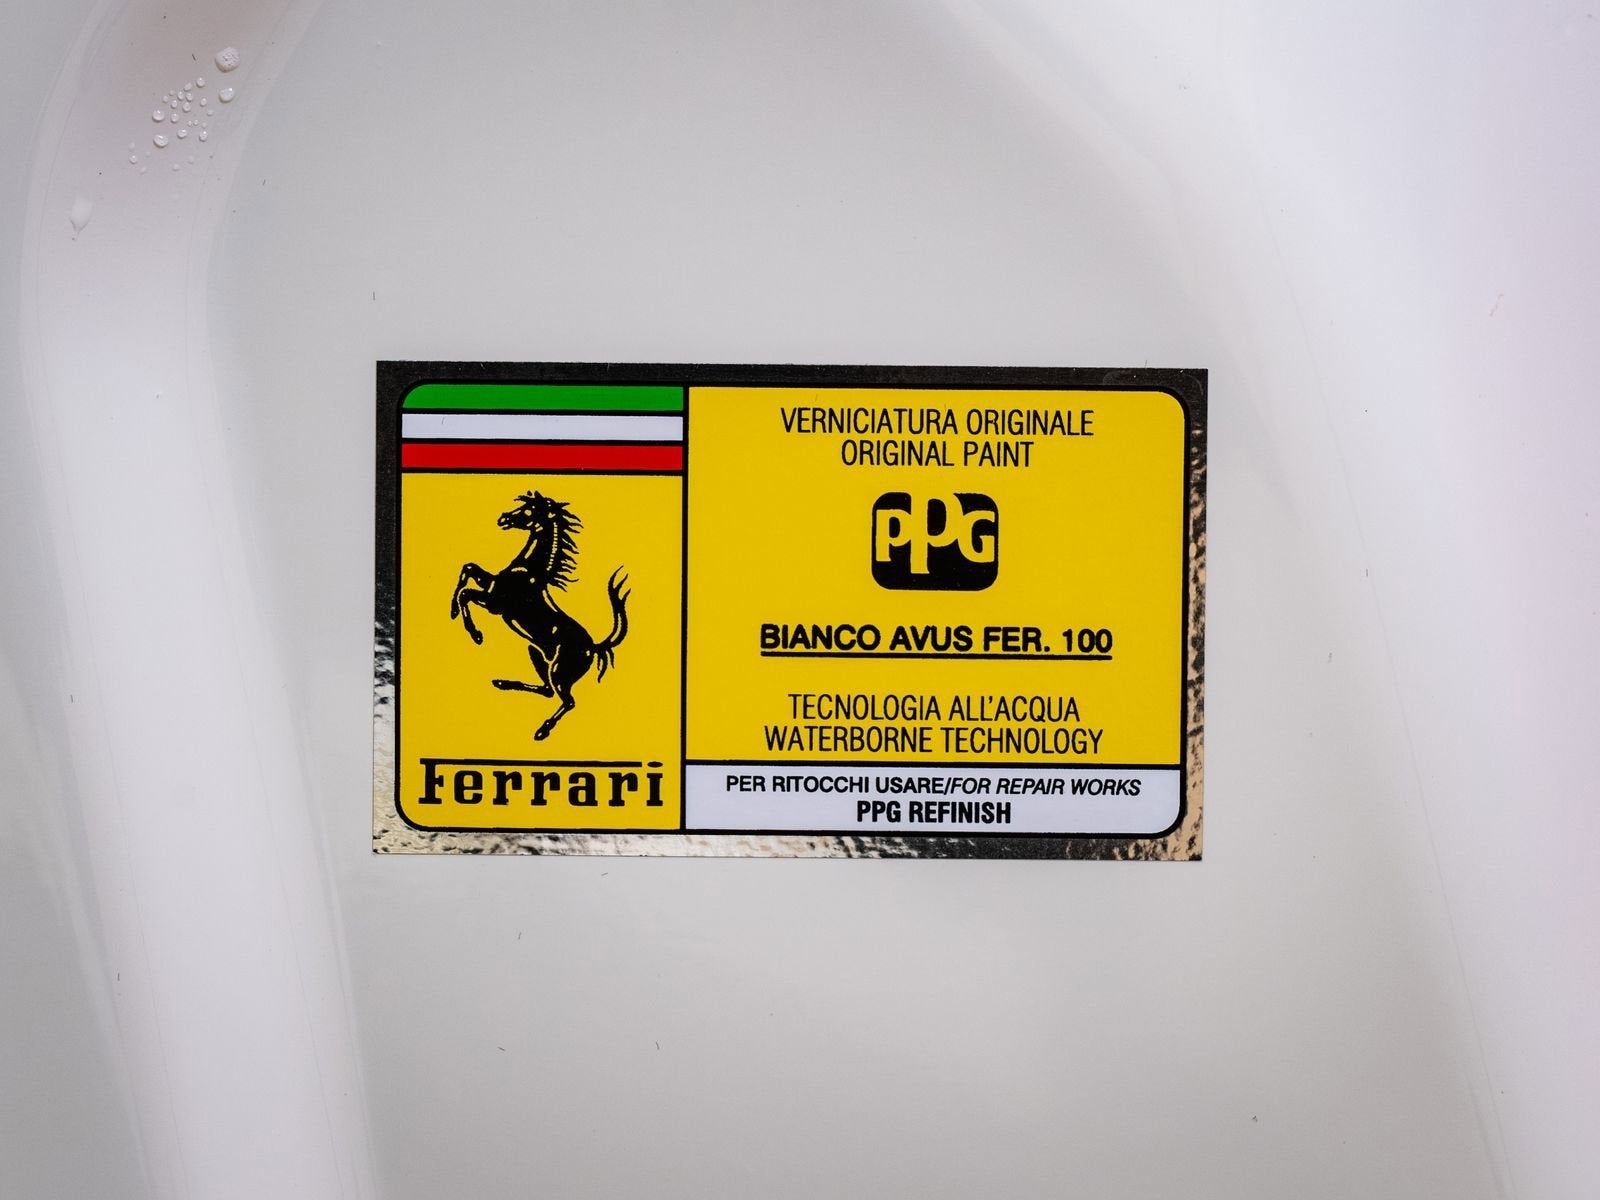 Ferrari
VERNICIATURA ORIGINALE
ORIGINAL PAINT
PPG
BIANCO AVUS FER. 100
TECNOLOGIA ALL'ACQUA
WATERBORNE TECHNOLOGY
PER RITOCCHI USARE/FOR REPAIR WORKS
PPG REFINISH